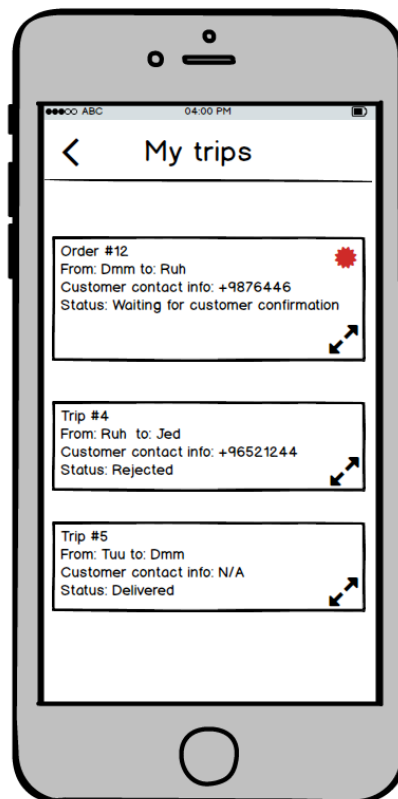 ABC 04:00 PM
My trips
Order #12
From: Dmm to: Ruh
Customer contact info: +9876446
Status: Waiting for customer confirmation
Trip #4
From: Ruh to: Jed
Customer contact info: +96521244
Status: Rejected
Trip #5
From: Tuu to: Dmm
Customer contact info: N/A
Status: Delivered